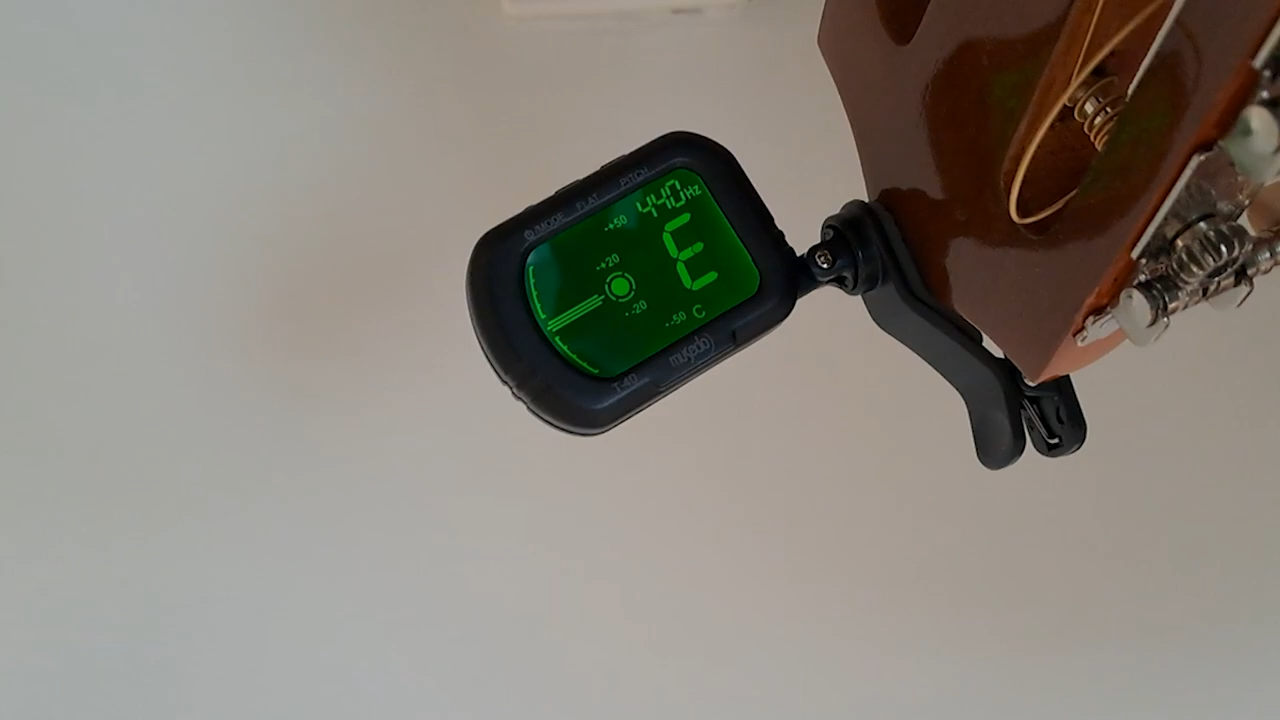 ⏻/MODE FLAT PITCH
440Hz
E
-+50
-+20
--20
--50 C
musedo
T-40